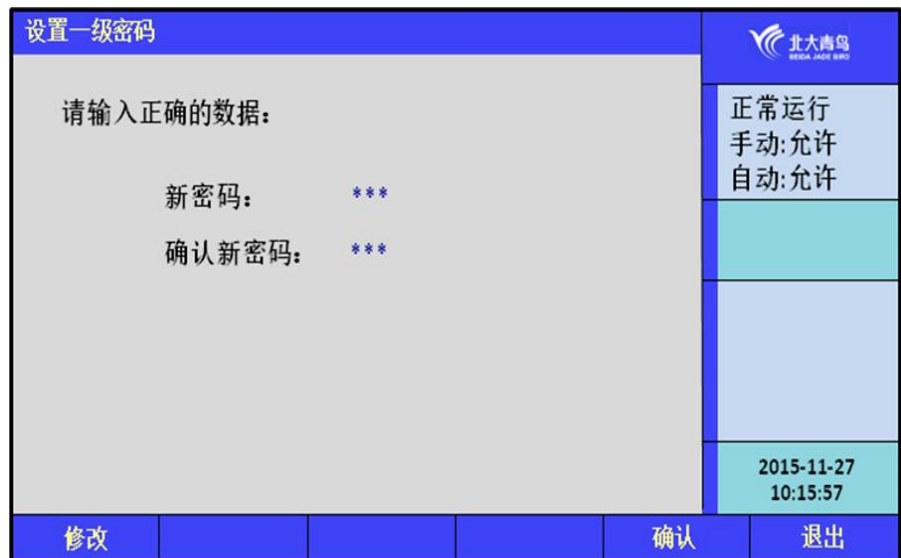 设置一级密码
北大青鸟
BEIDA JADE BIRD
请输入正确的数据：
新密码： ***
确认新密码： ***
正常运行
手动:允许
自动:允许
2015-11-27
10:15:57
修改 确认 退出